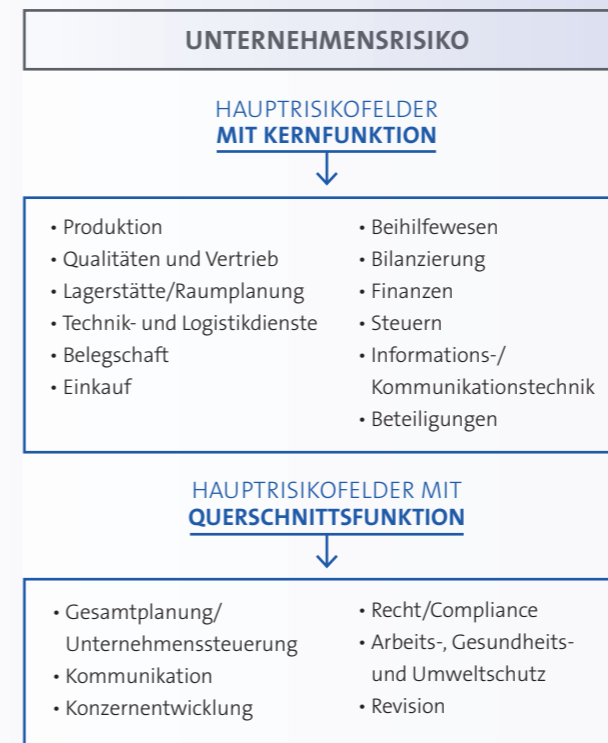 UNTERNEHMENSRISIKO
HAUPTRISIKOFELDER
MIT KERNFUNKTION
• Produktion
• Qualitäten und Vertrieb
• Lagerstätte/Raumplanung
• Technik- und Logistikdienste
• Belegschaft
• Einkauf
• Beihilfewesen
• Bilanzierung
• Finanzen
• Steuern
• Informations-/
Kommunikationstechnik
• Beteiligungen
HAUPTRISIKOFELDER MIT
QUERSCHNITTSFUNKTION
• Gesamtplanung/
Unternehmenssteuerung
• Kommunikation
• Konzernentwicklung
• Recht/Compliance
• Arbeits-, Gesundheits-
und Umweltschutz
• Revision